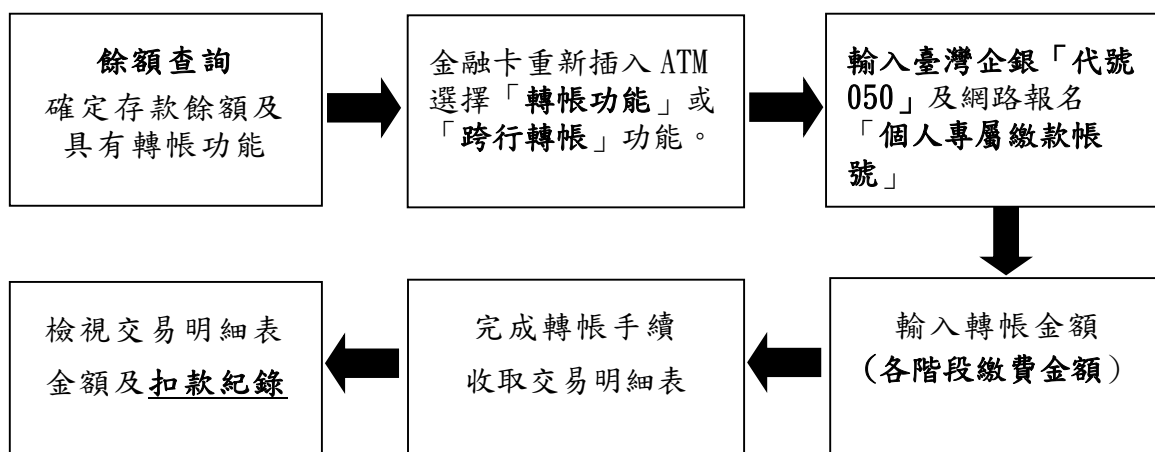 餘額查詢
確定存款餘額及
具有轉帳功能
金融卡重新插入 ATM
選擇「轉帳功能」或
「跨行轉帳」功能。
輸入臺灣企銀「代號
050」及網路報名
「個人專屬繳款帳
號」
輸入轉帳金額
(各階段繳費金額)
完成轉帳手續
收取交易明細表
檢視交易明細表
金額及扣款紀錄